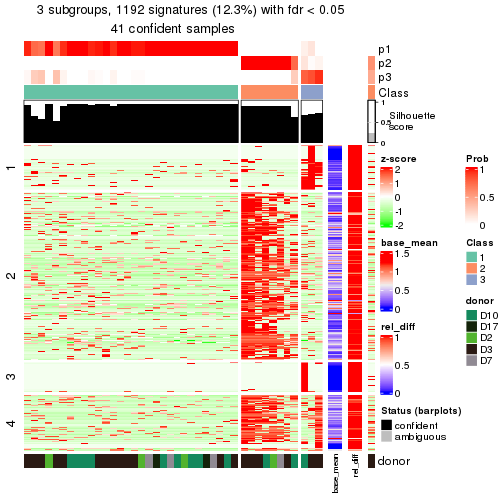 3 subgroups, 1192 signatures (12.3%) with fdr < 0.05
41 confident samples
p1
p2
p3
Class
1
0.5
0
Silhouette
score
1
2
3
4
z-score
2
1
0
-1
-2
base_mean
1.5
1
0.5
0
rel_diff
1
0.5
0
Status (barplots)
confident
ambiguous
Prob
1
0.5
0
Class
1
2
3
donor
D10
D17
D2
D3
D7
base_mean
rel_diff
donor